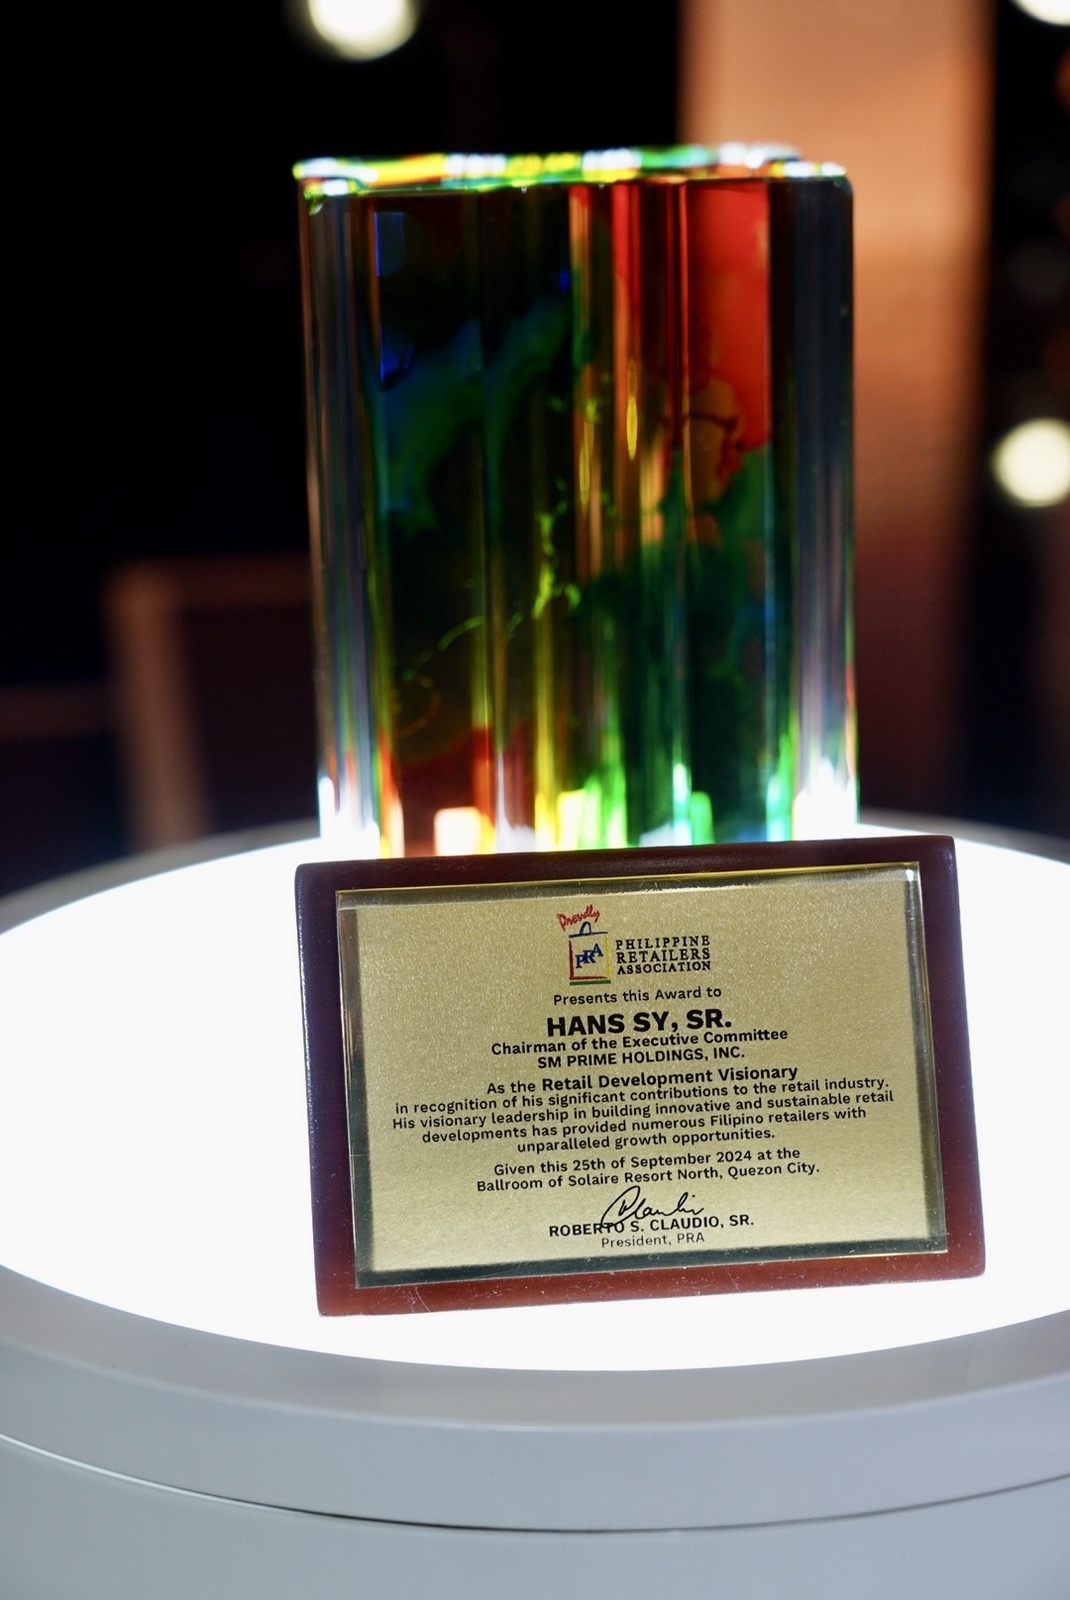 Proudly
PRA
PHILIPPINE
RETAILERS
ASSOCIATION
Presents this Award to
HANS SY, SR.
Chairman of the Executive Committee
SM PRIME HOLDINGS, INC.
As the Retail Development Visionary
in recognition of his significant contributions to the retail industry.
His visionary leadership in building innovative and sustainable retail
developments has provided numerous Filipino retailers with
unparalleled growth opportunities.
Given this 25th of September 2024 at the
Ballroom of Solaire Resort North, Quezon City.
ROBERTO S. CLAUDIO, SR.
President, PRA